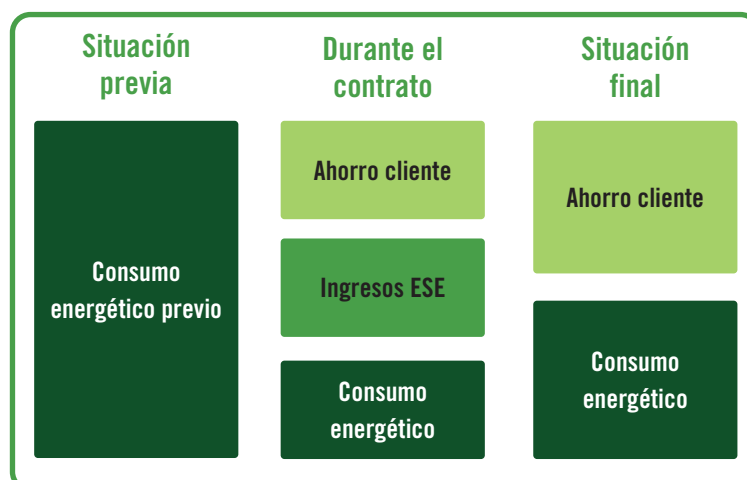 Situación
previa
Durante el
contrato
Situación
final
Consumo
energético previo
Ahorro cliente
Ingresos ESE
Consumo
energético
Ahorro cliente
Consumo
energético